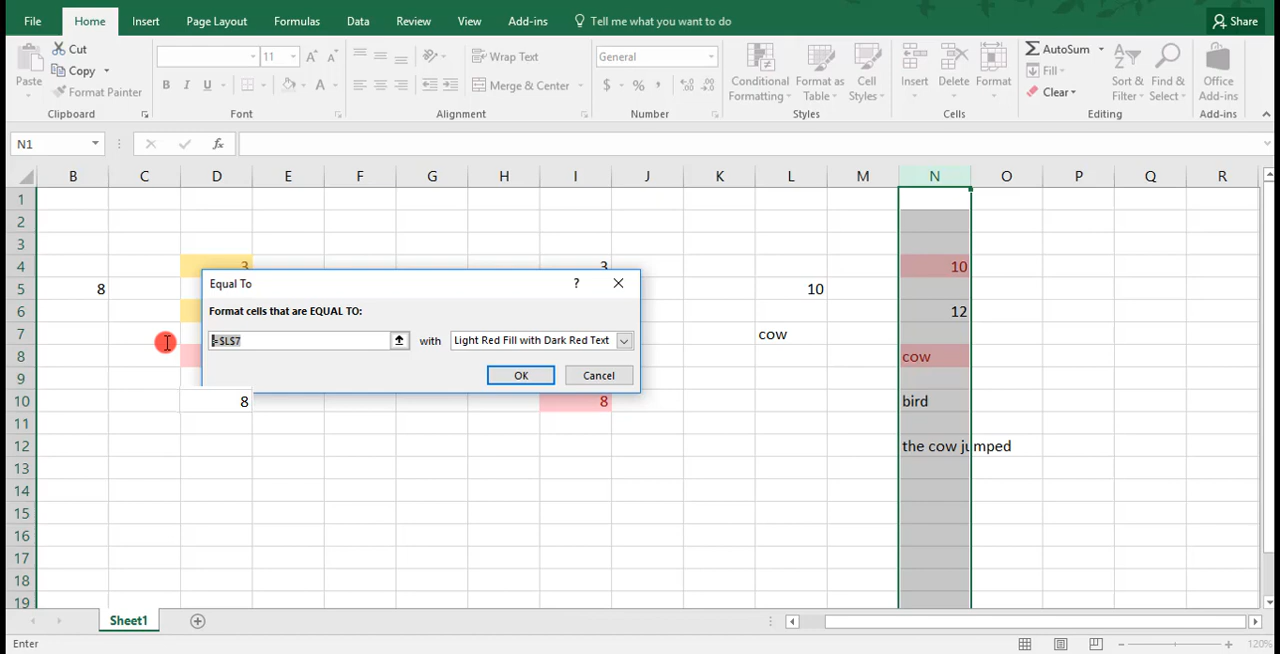 File Home Insert Page Layout Formulas Data Review View Add-ins Tell me what you want to do Share
Cut 11 A A Wrap Text General AutoSum
Paste Copy Conditional Formatting Format as Table Cell Styles Insert Delete Format Fill Sort & Filter Find & Select Office Add-ins
Format Painter B I U A Merge & Center $ % , Clear
Clipboard Font Alignment Number Styles Cells Editing Add-ins
N1 fx
B C D E F G H I J K L M N O P Q R
1
2
3
4 3 3 10
5 8 10
6 12
7 cow
8 cow
9
10 8 8 bird
11
12 the cow jumped
13
14
15
16
17
18
19
Equal To ?
Format cells that are EQUAL TO:
=$L$7 with Light Red Fill with Dark Red Text
OK Cancel
Sheet1
Enter 120%